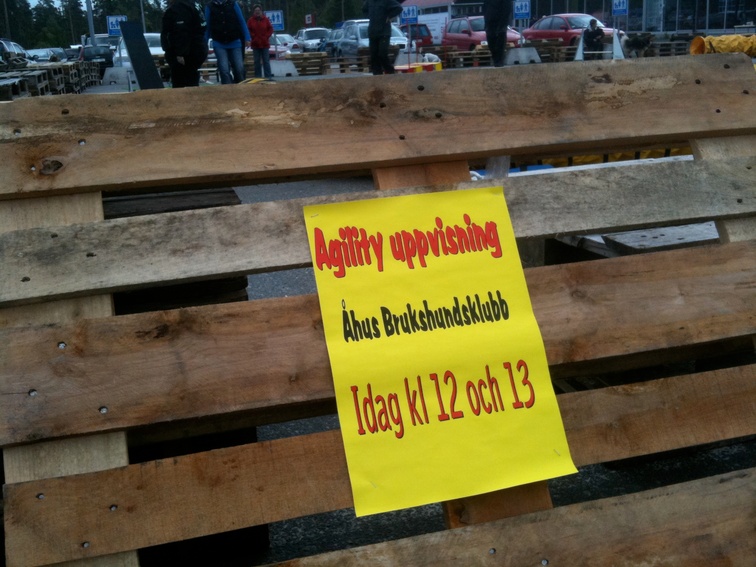 Agility uppvisning
Åhus Brukshundsklubb
Idag kl 12 och 13